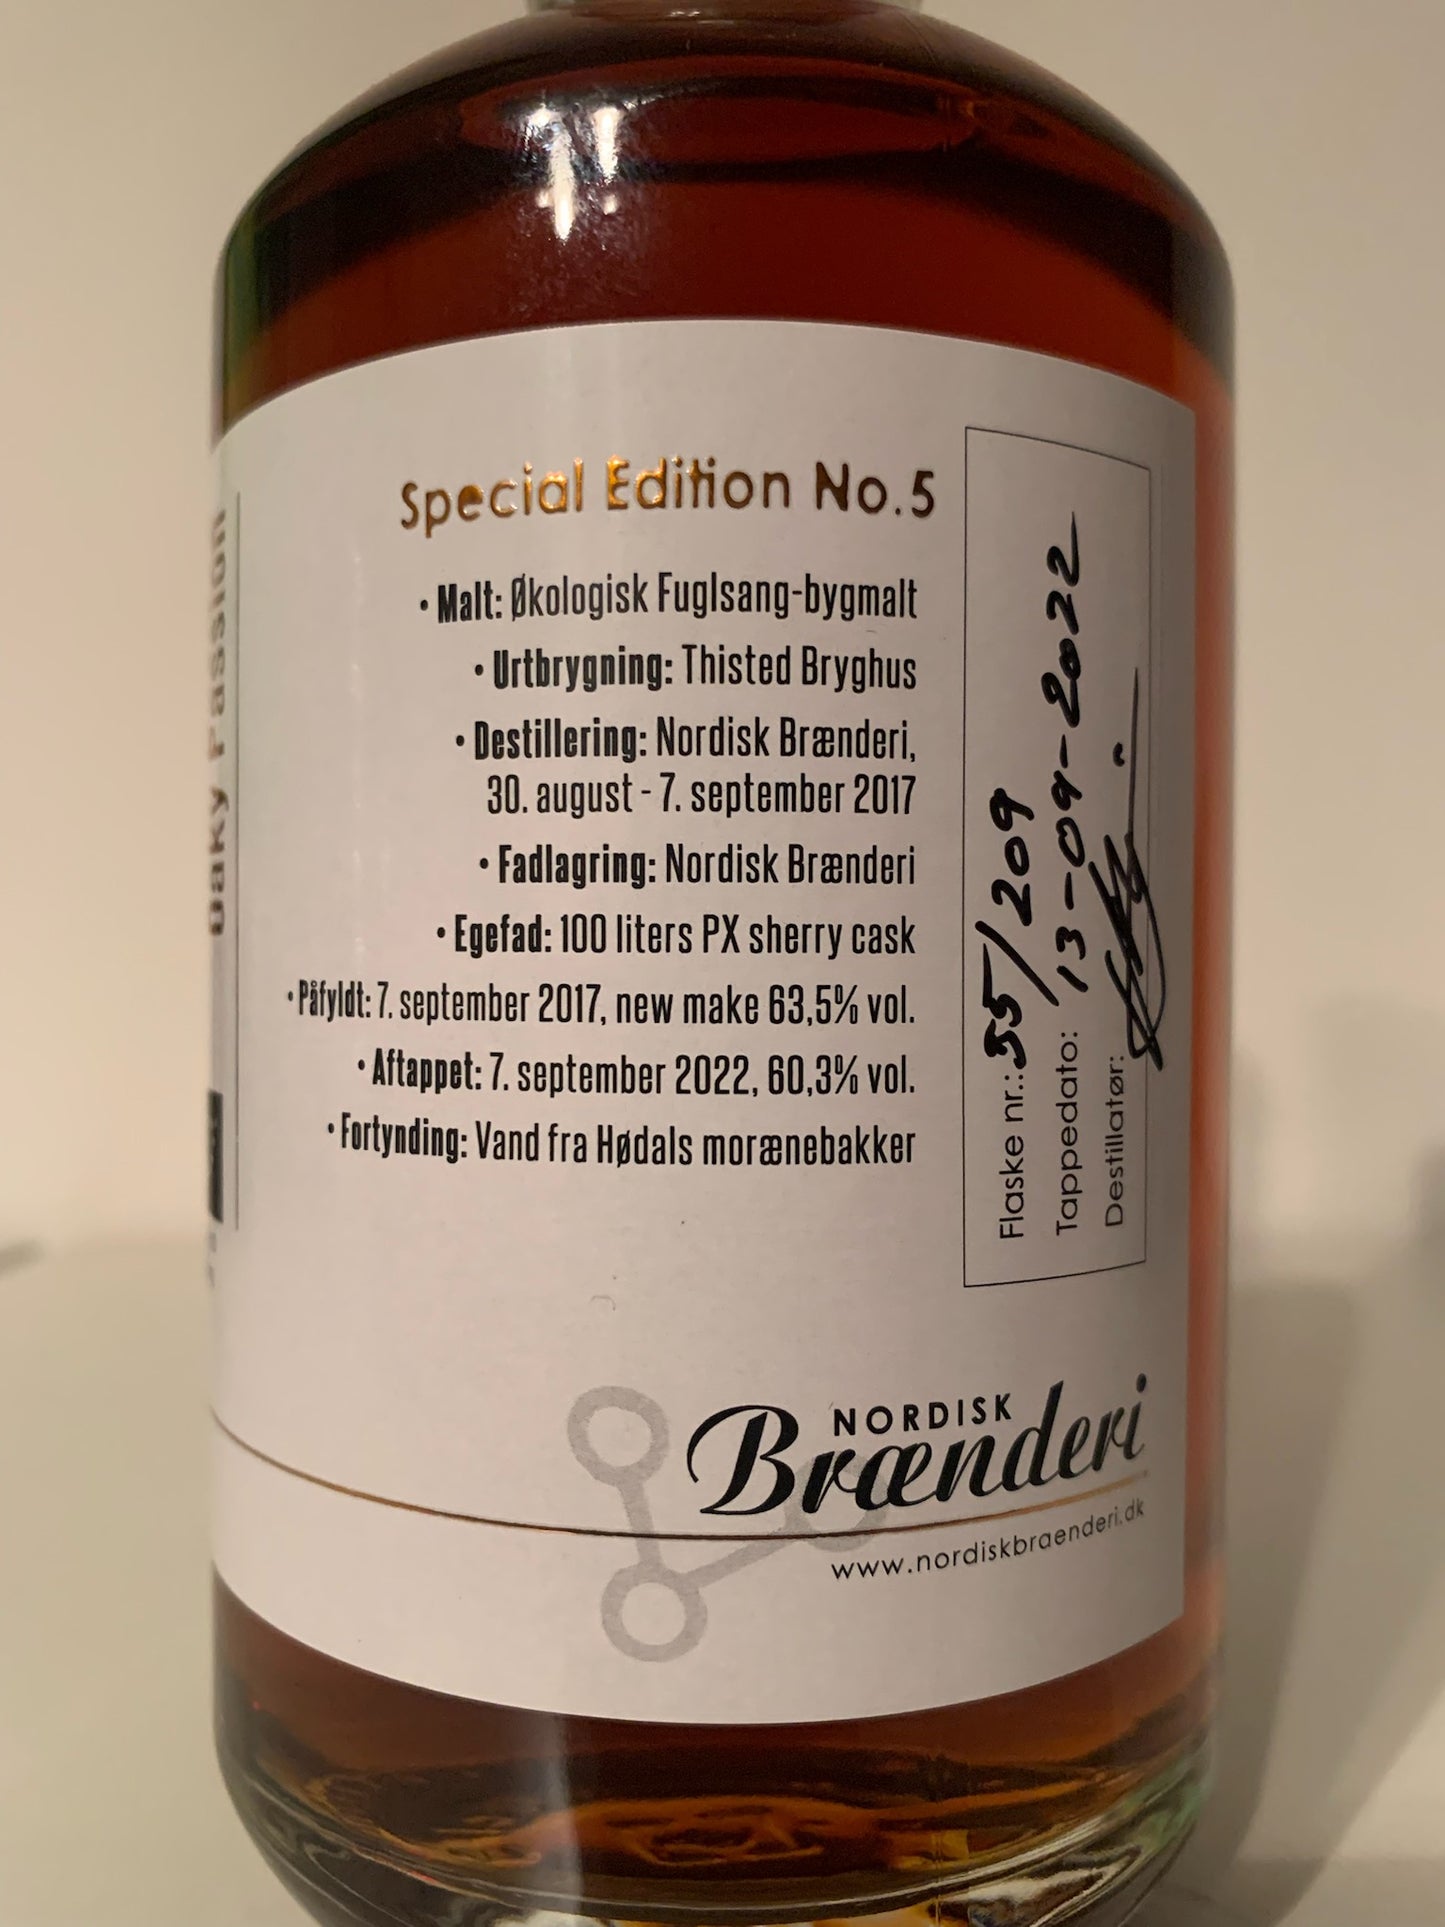 Oaky Passion
Special Edition No.5
• Malt: Økologisk Fuglsang-bygmalt
• Urtbrygning: Thisted Bryghus
• Destillering: Nordisk Brænderi,
30. august - 7. september 2017
• Fadlagring: Nordisk Brænderi
• Egefad: 100 liters PX sherry cask
• Påfyldt: 7. september 2017, new make 63,5% vol.
• Aftappet: 7. september 2022, 60,3% vol.
• Fortynding: Vand fra Hødals morænebakker
Flaske nr.: 55/209
Tappedato: 13-09-2022
Destillatør:
NORDISK
Brænderi
www.nordiskbraenderi.dk